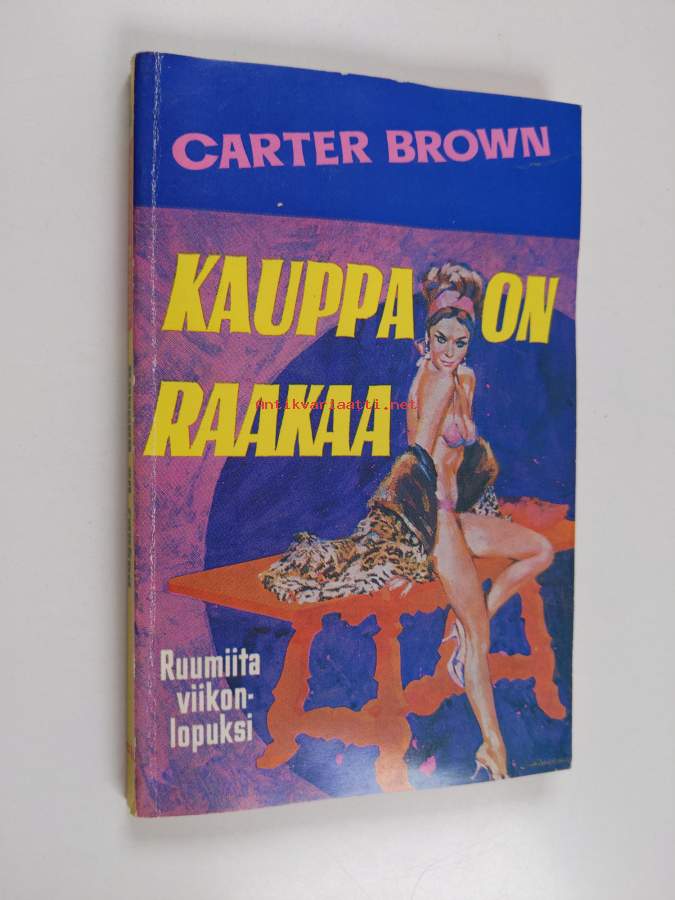 CARTER BROWN
KAUPPA ON
RAAKAA
Antikvariaatti.net
Ruumiita
viikon-
lopuksi